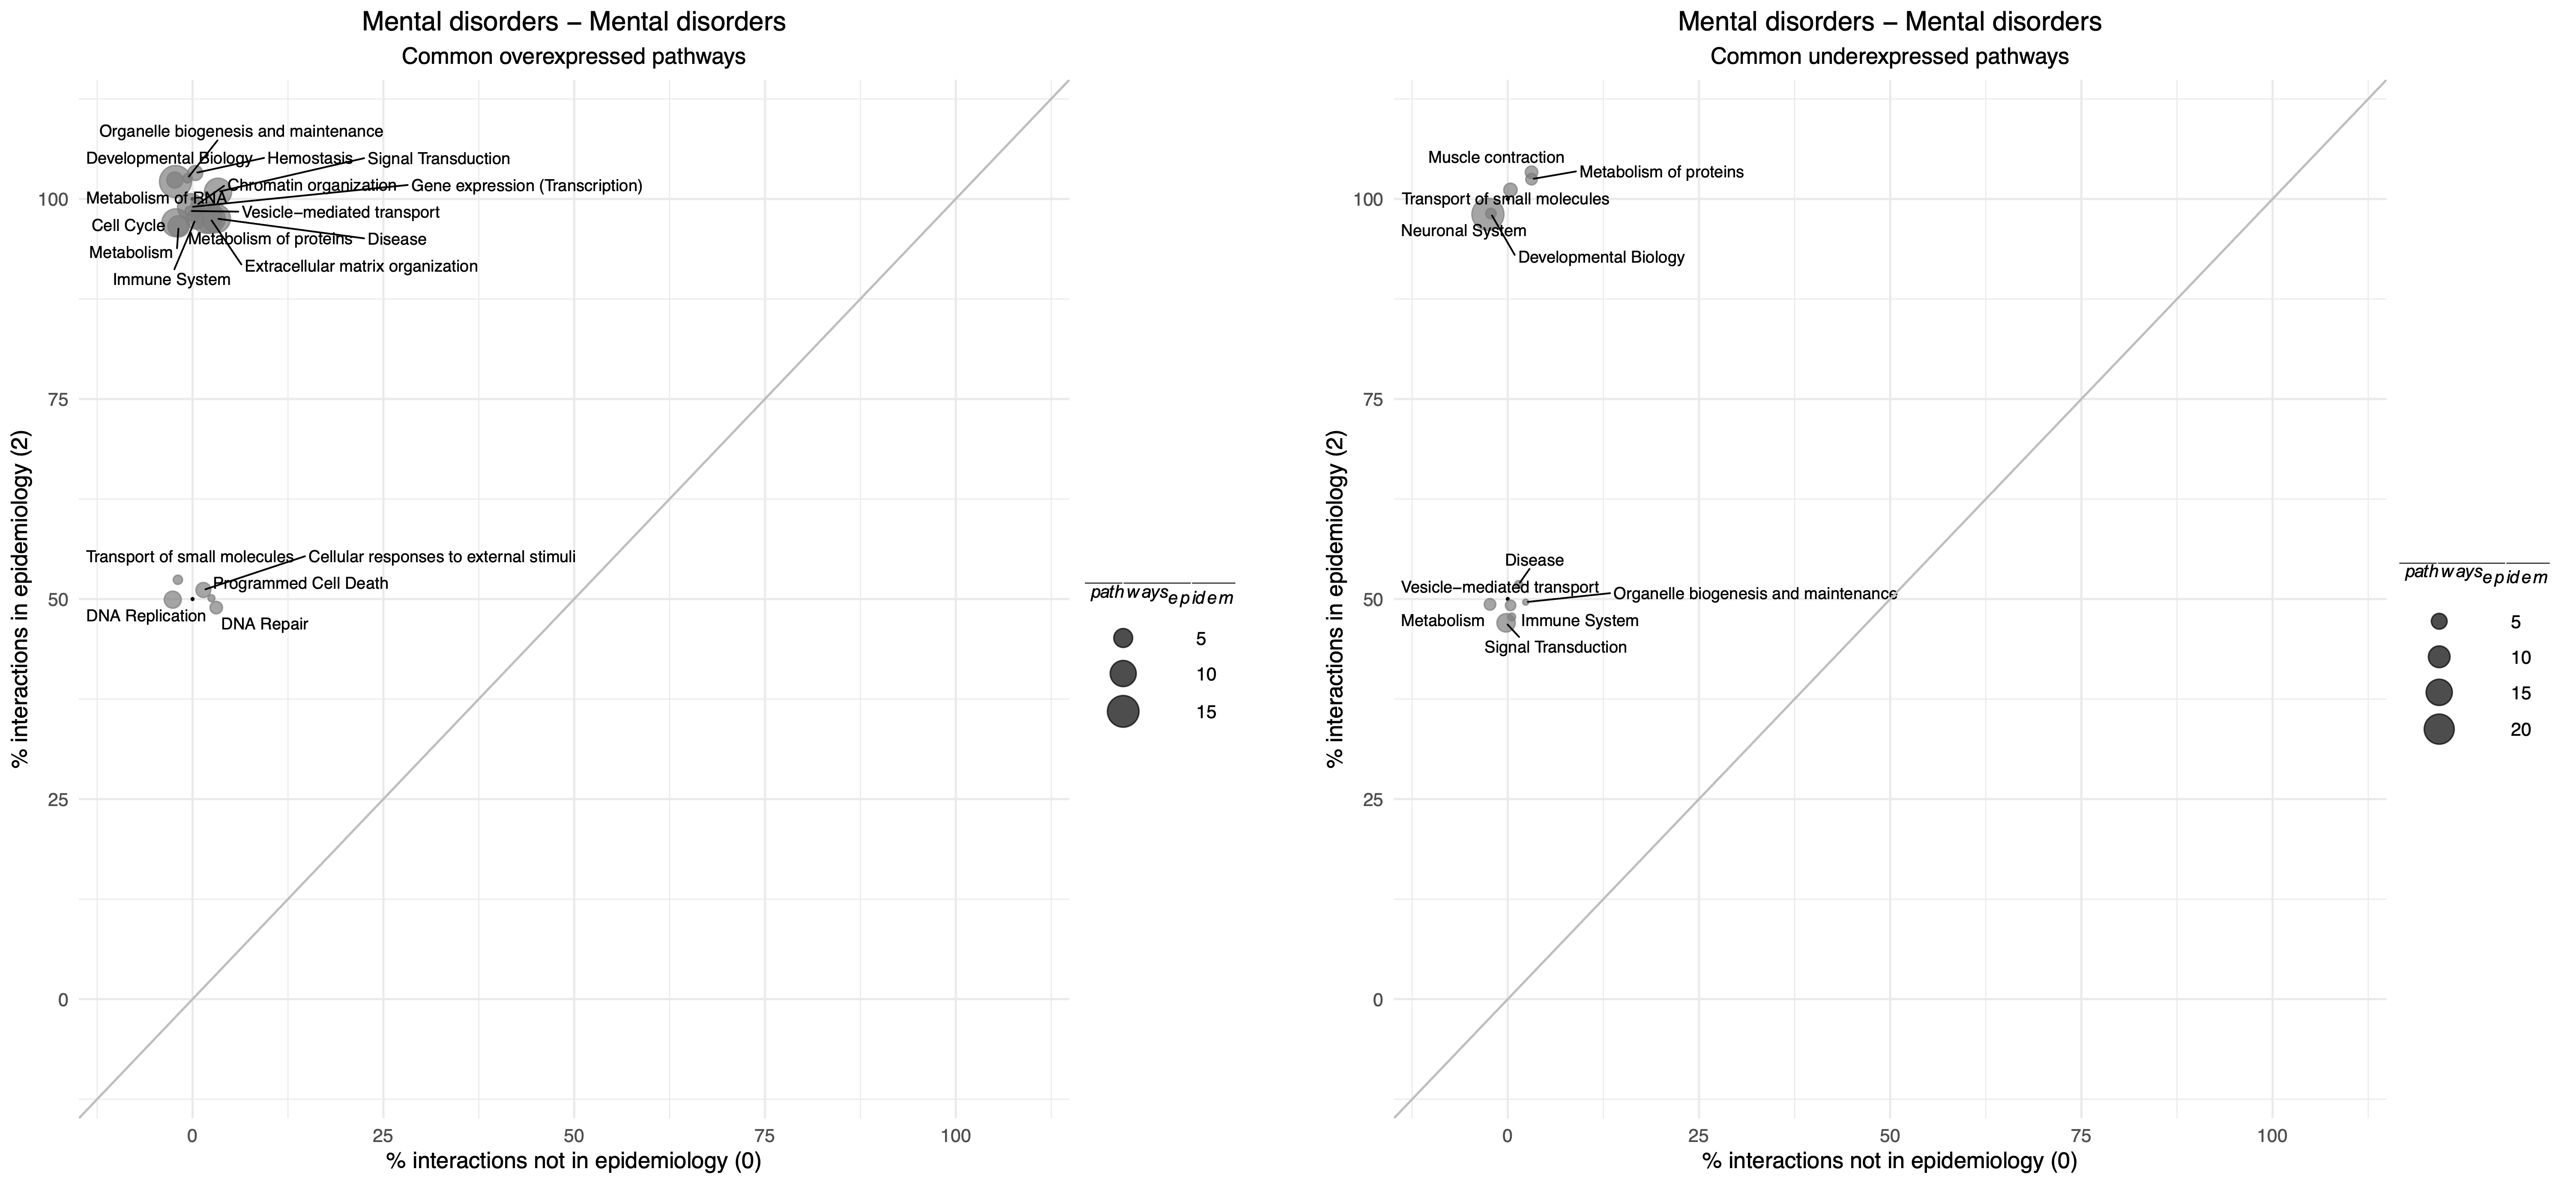 Mental disorders – Mental disorders
Common overexpressed pathways
Organelle biogenesis and maintenance
Developmental Biology
Hemostasis
Signal Transduction
Chromatin organization
Gene expression (Transcription)
Metabolism of RNA
Vesicle–mediated transport
Cell Cycle
Metabolism of proteins
Disease
Metabolism
Extracellular matrix organization
Immune System
Transport of small molecules
Cellular responses to external stimuli
Programmed Cell Death
DNA Replication
DNA Repair
100
75
50
25
0
% interactions in epidemiology (2)
0 25 50 75 100
% interactions not in epidemiology (0)
pathways epidem
5
10
15
Mental disorders – Mental disorders
Common underexpressed pathways
Muscle contraction
Metabolism of proteins
Transport of small molecules
Neuronal System
Developmental Biology
Disease
Vesicle–mediated transport
Organelle biogenesis and maintenance
Metabolism
Immune System
Signal Transduction
100
75
50
25
0
% interactions in epidemiology (2)
0 25 50 75 100
% interactions not in epidemiology (0)
pathways epidem
5
10
15
20